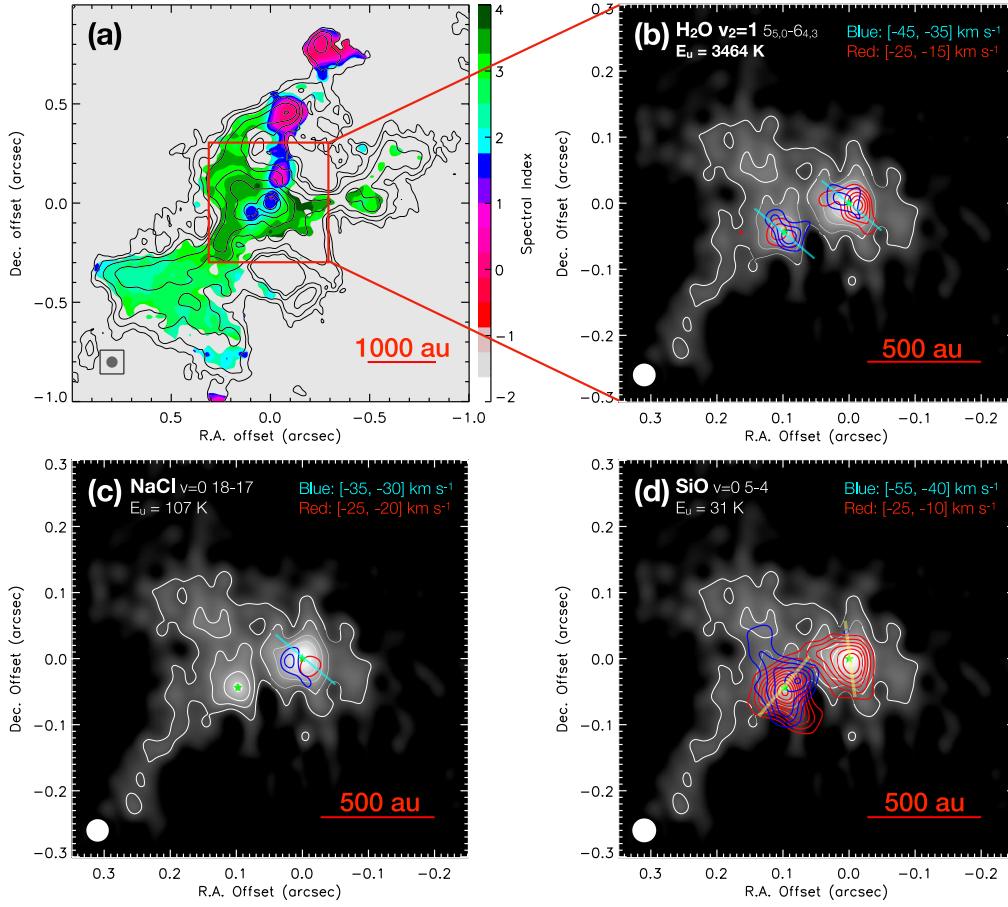 (a)
Dec. Offset (arcsec)
0.5
0.0
−0.5
−1.0
0.5
0.0
−0.5
−1.0
R.A. offset (arcsec)
1000 au
4
3
2
1
0
−1
−2
Spectrol Index
(b)
H₂O v₂=1 5₅,₀-6₄,₃
E_u = 3464 K
Blue: [-45, -35] km s⁻¹
Red: [-25, -15] km s⁻¹
Dec. Offset (arcsec)
0.3
0.2
0.1
0.0
−0.1
−0.2
−0.3
0.3
0.2
0.1
0.0
−0.1
−0.2
R.A. Offset (arcsec)
500 au
(c)
NaCl v=0 18-17
E_u = 107 K
Blue: [-35, -30] km s⁻¹
Red: [-25, -20] km s⁻¹
Dec. Offset (arcsec)
0.3
0.2
0.1
0.0
−0.1
−0.2
−0.3
0.3
0.2
0.1
0.0
−0.1
−0.2
R.A. Offset (arcsec)
500 au
(d)
SiO v=0 5-4
E_u = 31 K
Blue: [-55, -40] km s⁻¹
Red: [-25, -10] km s⁻¹
Dec. Offset (arcsec)
0.3
0.2
0.1
0.0
−0.1
−0.2
−0.3
0.3
0.2
0.1
0.0
−0.1
−0.2
R.A. Offset (arcsec)
500 au